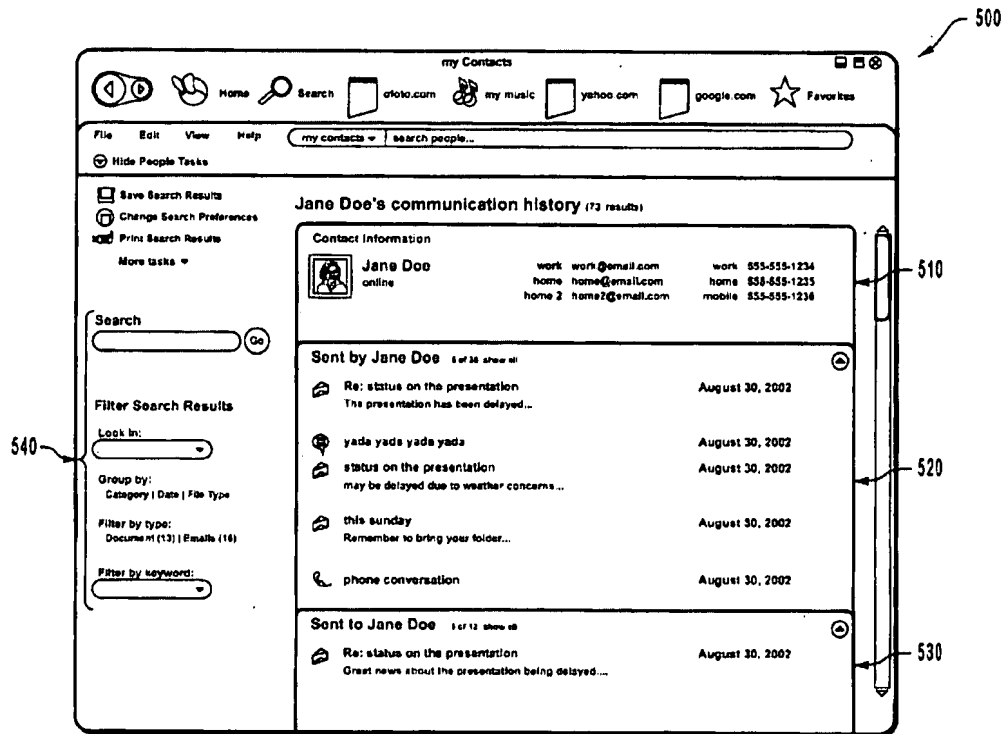 500
my Contacts
Home Search ofoto.com my music yahoo.com google.com Favorites
File Edit View Help my contacts search people...
Hide People Tasks
Save Search Results
Change Search Preferences
Print Search Results
More tasks
Search
Go
Filter Search Results
Look In:
540
Group by:
Category | Date | File Type
Filter by type:
Document (13) | Emails (16)
Filter by keyword:
Jane Doe's communication history (73 results)
Contact Information
Jane Doe
online
work work@email.com work 555-555-1234
home home@email.com home 555-555-1235
home 2 home2@email.com mobile 555-555-1236
510
Sent by Jane Doe 5 of 36 show all
Re: status on the presentation August 30, 2002
The presentation has been delayed...
yada yada yada yada August 30, 2002
status on the presentation August 30, 2002
may be delayed due to weather concerns...
520
this sunday August 30, 2002
Remember to bring your folder...
phone conversation August 30, 2002
Sent to Jane Doe of 12 show all
Re: status on the presentation August 30, 2002
Great news about the presentation being delayed....
530